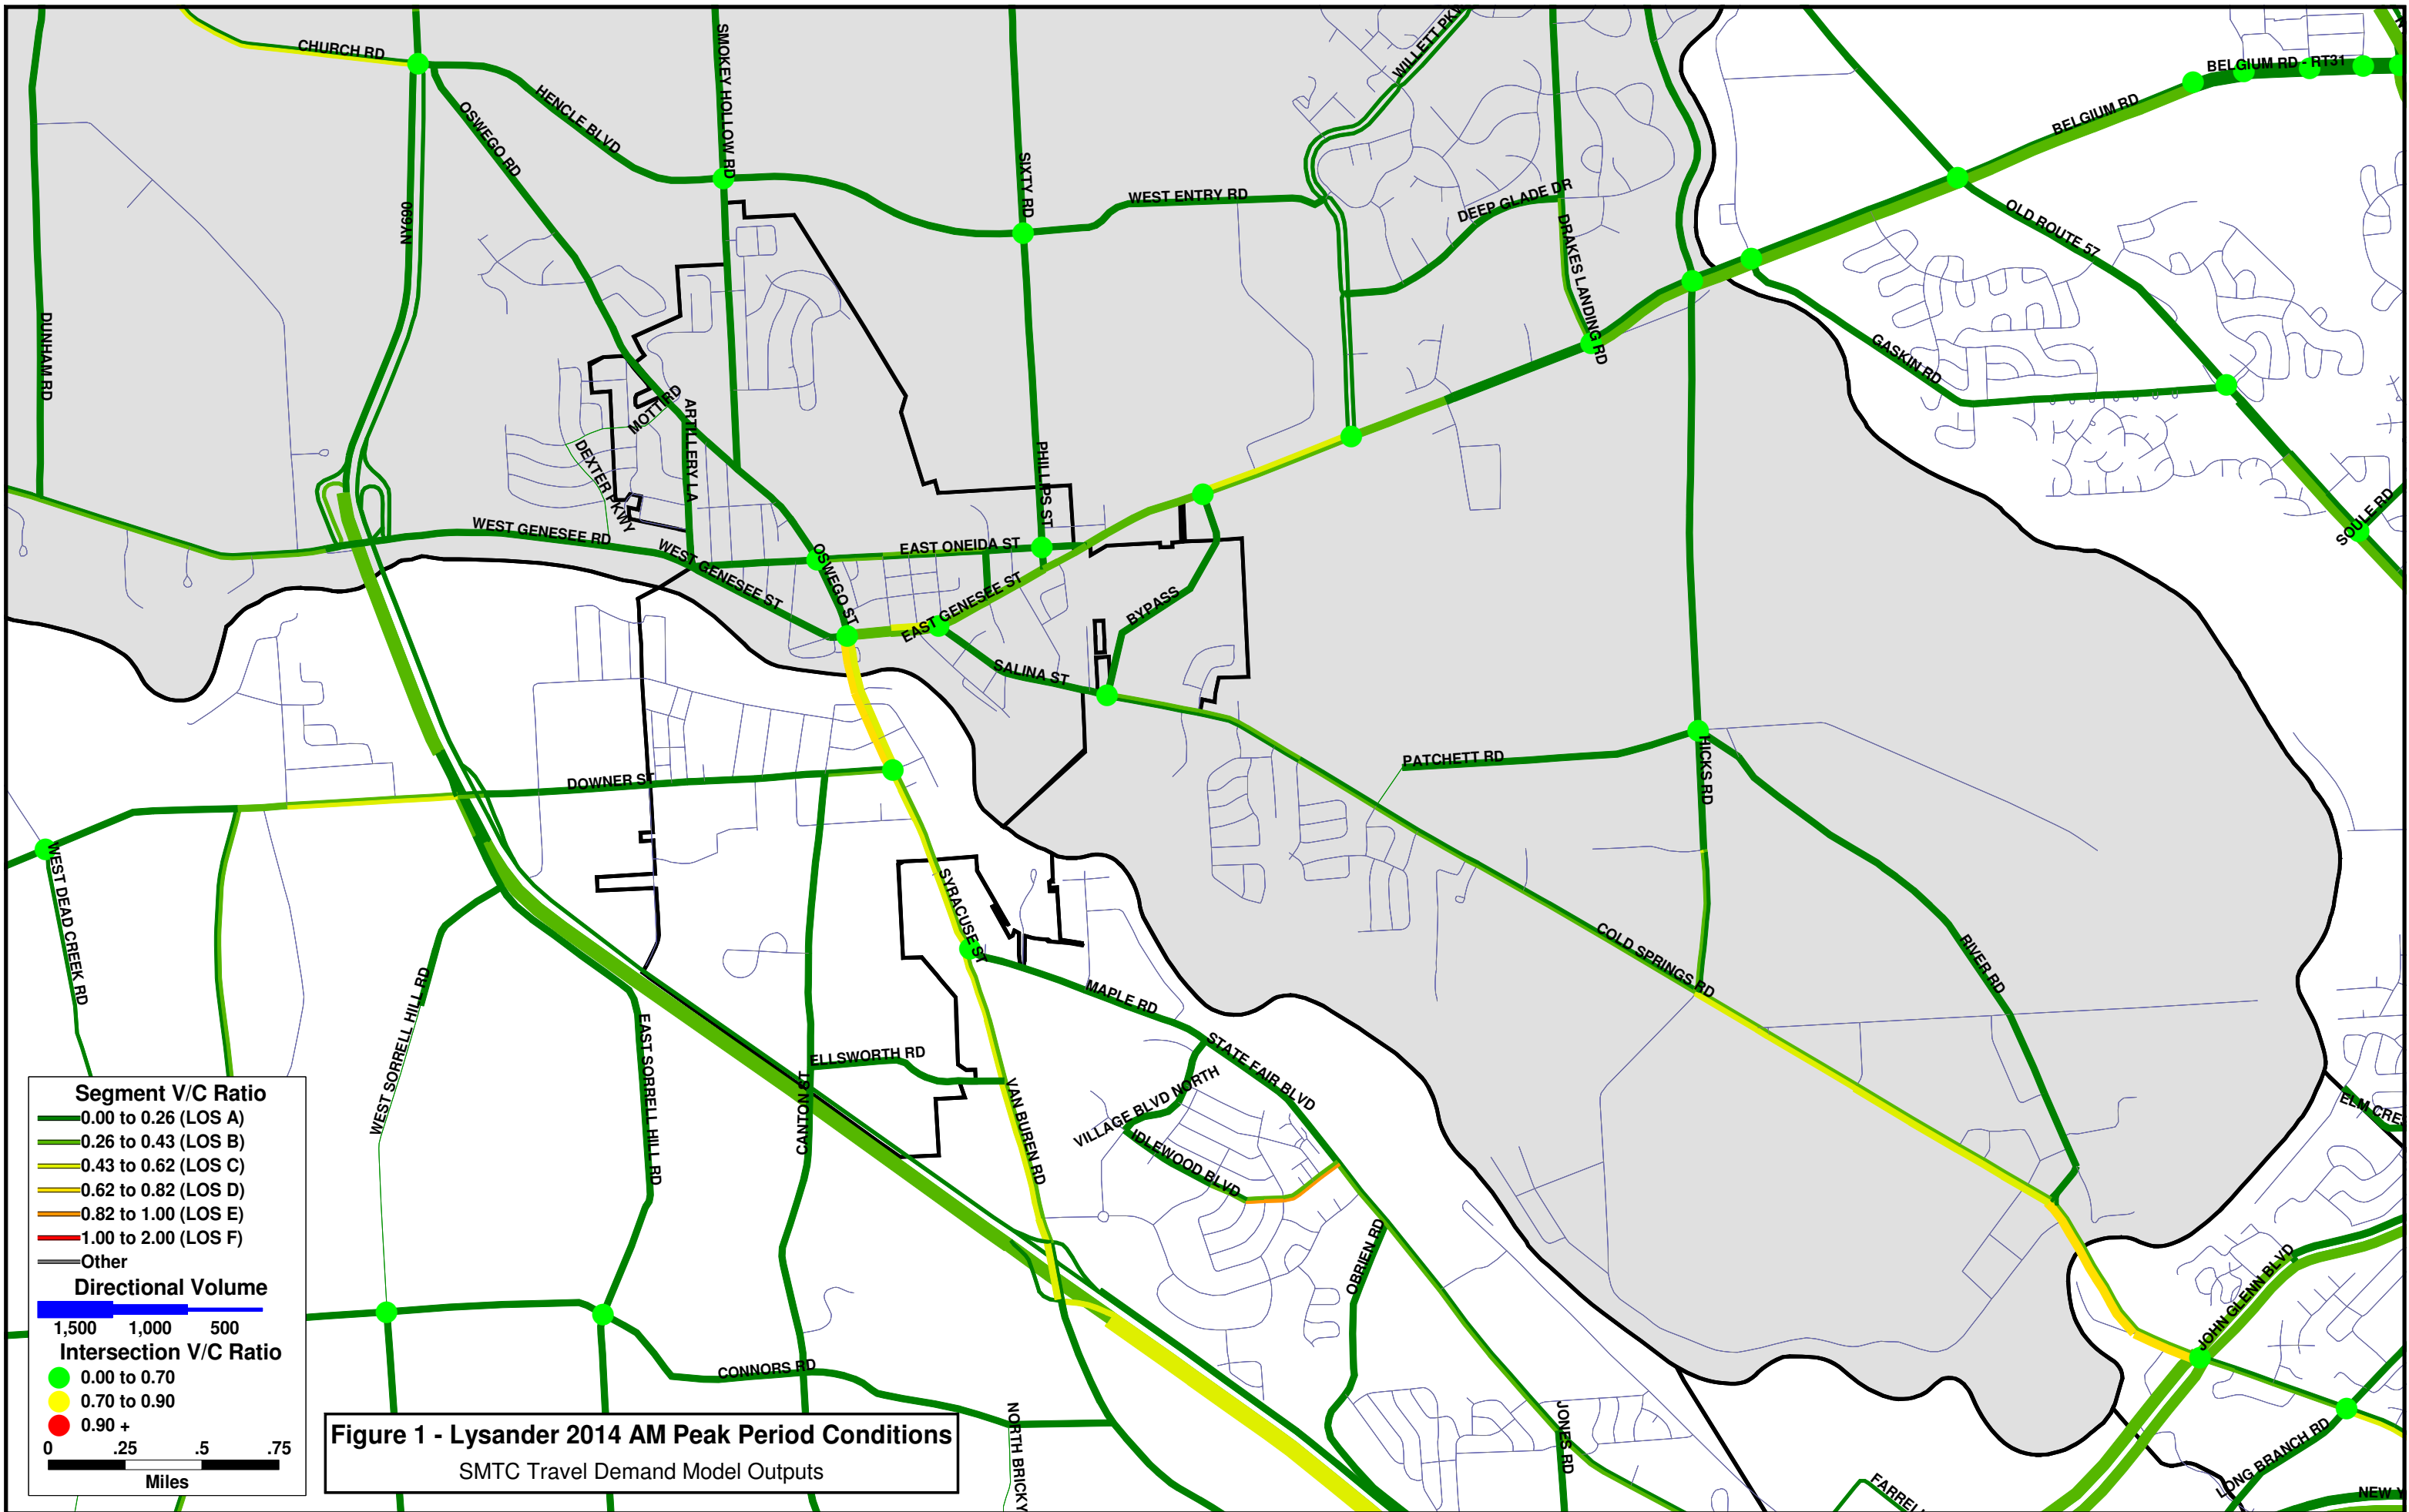 WILLETT PKW
CHURCH RD
SMOKEY HOLLOW RD
BELGIUM RD - RT31
BELGIUM RD
HENCLE BLVD
OSWEGO RD
SIXTY RD
WEST ENTRY RD
DEEP GLADE DR
NY690
OLD ROUTE 57
DRAKES LANDING RD
DUNHAM RD
GASKIN RD
MOTT RD
ARTILLERY LA
DEXTER PKWY
PHILLIPS ST
SOULE RD
WEST GENESEE RD
WEST GENESEE ST
OSWEGO ST
EAST ONEIDA ST
EAST GENESEE ST
BYPASS
SALINA ST
PATCHETT RD
HICKS RD
DOWNER ST
WEST DEAD CREEK RD
SYRACUSE ST
COLD SPRINGS RD
RIVER RD
MAPLE RD
WEST SORRELL HILL RD
EAST SORRELL HILL RD
ELLSWORTH RD
CANTON ST
VAN BUREN RD
STATE FAIR BLVD
VILLAGE BLVD NORTH
IDLEWOOD BLVD
ELM CRE
OBRIEN RD
JOHN GLENN BLVD
CONNORS RD
NORTH BRICKY
JONES RD
LONG BRANCH RD
FARREL
NEW Y
Segment V/C Ratio
0.00 to 0.26 (LOS A)
0.26 to 0.43 (LOS B)
0.43 to 0.62 (LOS C)
0.62 to 0.82 (LOS D)
0.82 to 1.00 (LOS E)
1.00 to 2.00 (LOS F)
Other
Directional Volume
1,500 1,000 500
Intersection V/C Ratio
0.00 to 0.70
0.70 to 0.90
0.90 +
0 .25 .5 .75
Miles
Figure 1 - Lysander 2014 AM Peak Period Conditions
SMTC Travel Demand Model Outputs